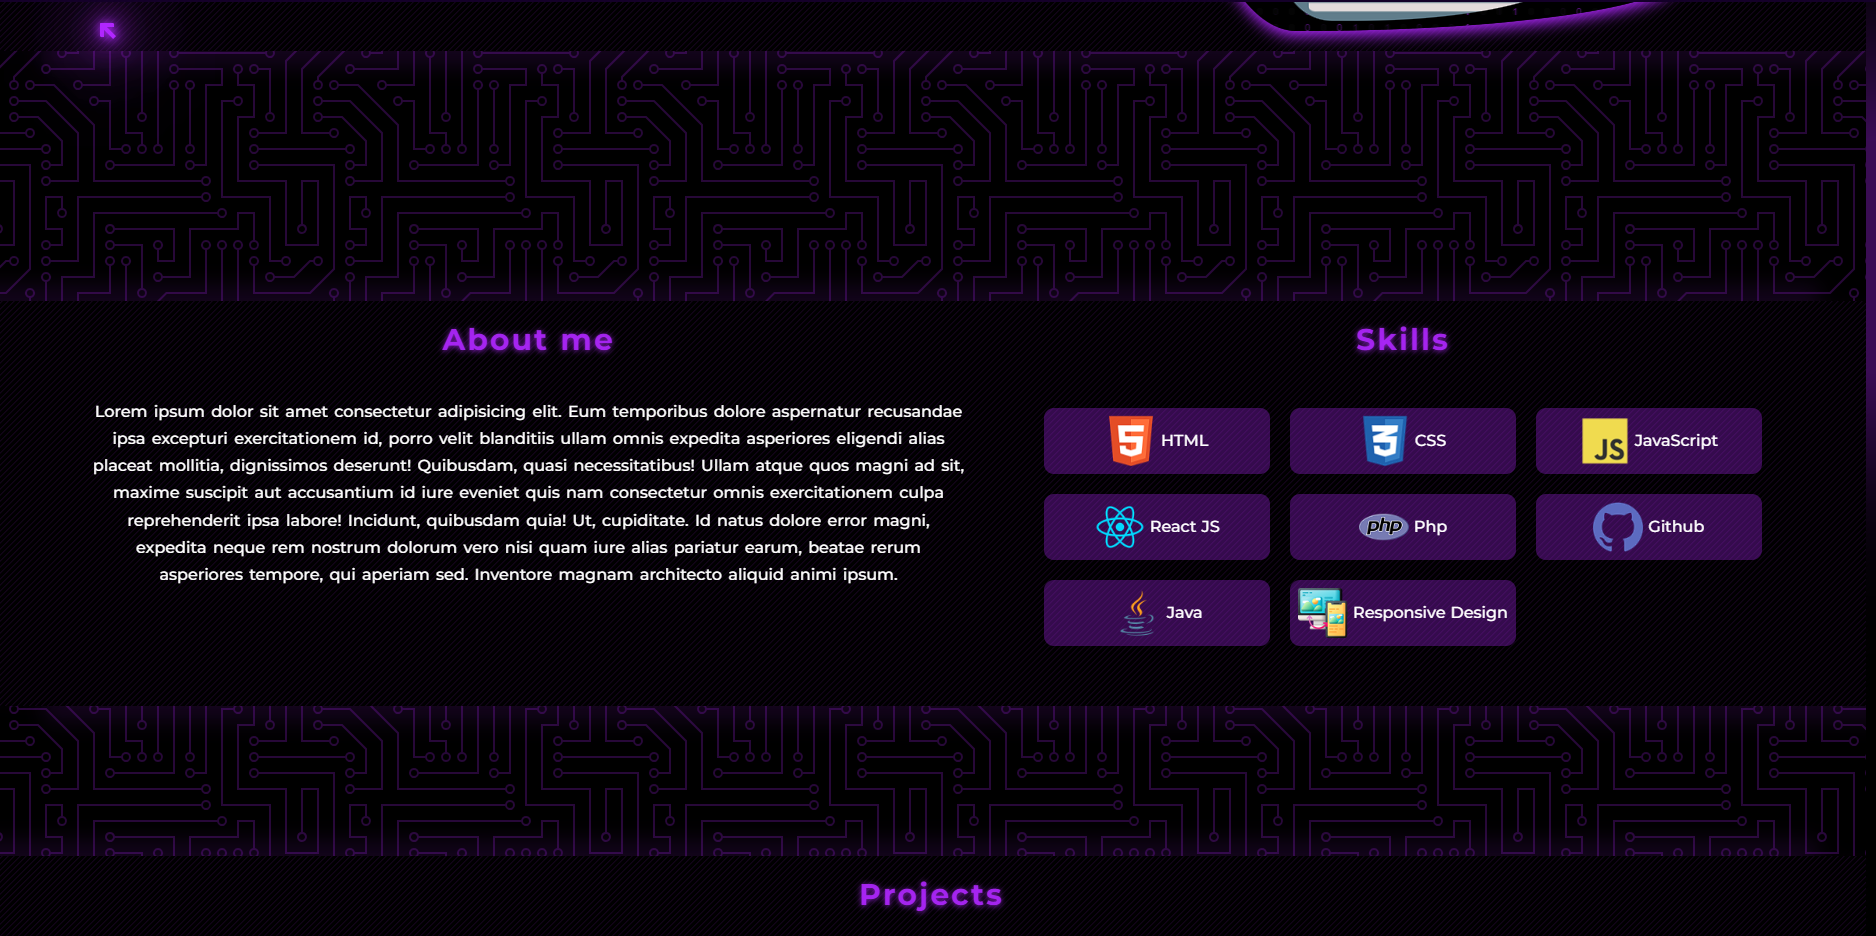 About me
Lorem ipsum dolor sit amet consectetur adipisicing elit. Eum temporibus dolore aspernatur recusandae
ipsa excepturi exercitationem id, porro velit blanditiis ullam omnis expedita asperiores eligendi alias
placeat mollitia, dignissimos deserunt! Quibusdam, quasi necessitatibus! Ullam atque quos magni ad sit,
maxime suscipit aut accusantium id iure eveniet quis nam consectetur omnis exercitationem culpa
reprehenderit ipsa labore! Incidunt, quibusdam quia! Ut, cupiditate. Id natus dolore error magni,
expedita neque rem nostrum dolorum vero nisi quam iure alias pariatur earum, beatae rerum
asperiores tempore, qui aperiam sed. Inventore magnam architecto aliquid animi ipsum.
Skills
5 HTML
3 CSS
JS JavaScript
React JS
php Php
Github
Java
Responsive Design
Projects